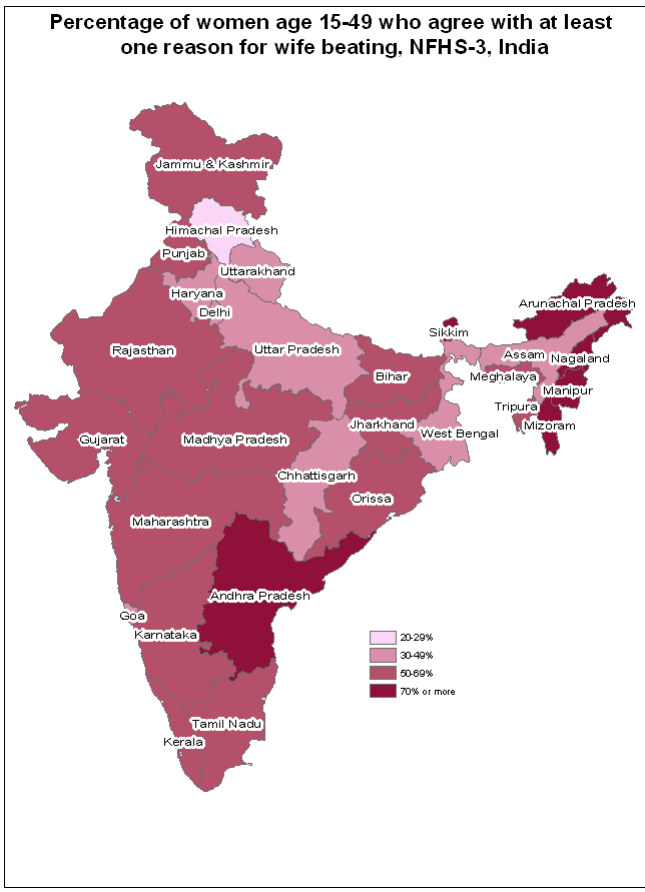 Percentage of women age 15-49 who agree with at least
one reason for wife beating, NFHS-3, India
Jammu & Kashmir
Himachal Pradesh
Punjab
Uttarakhand
Haryana
Delhi
Arunachal Pradesh
Sikkim
Rajasthan
Uttar Pradesh
Assam
Nagaland
Bihar
Meghalaya
Manipur
Tripura
Mizoram
Gujarat
Madhya Pradesh
Jharkhand
West Bengal
Chhattisgarh
Orissa
Maharashtra
Andhra Pradesh
Goa
Karnataka
20-29%
30-49%
50-69%
70% or more
Tamil Nadu
Kerala